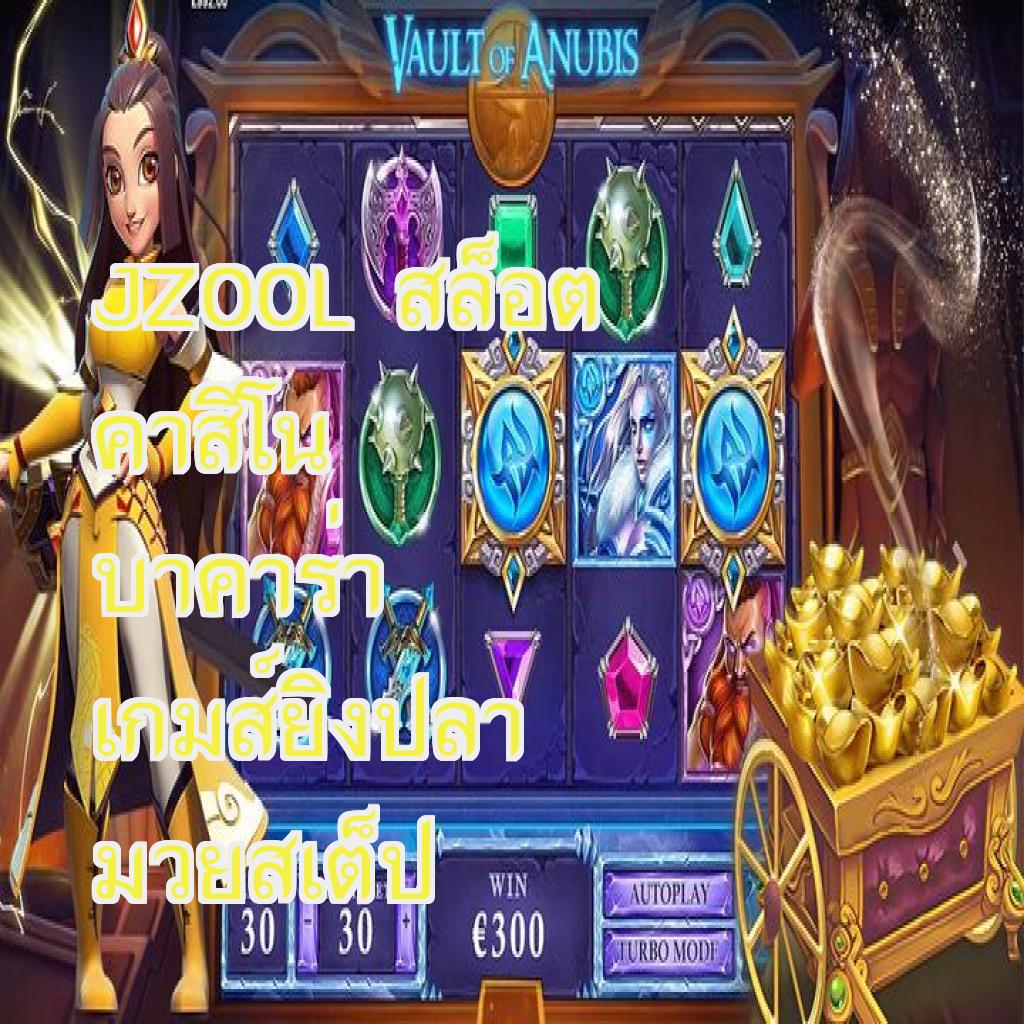 VAULT OF ANUBIS
JZOOL สล็อต
คาสิโน
บาคาร่า
เกมส์ยิงปลา
มวยสเต็ป
WIN
30
-
30
+
€300
AUTOPLAY
TURBO MODE